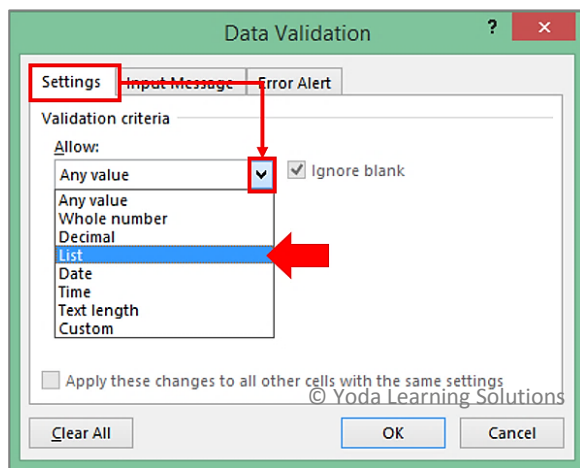 Data Validation
?
Settings
Input Message
Error Alert
Validation criteria
Allow:
Any value
Ignore blank
Any value
Whole number
Decimal
List
Date
Time
Text length
Custom
Apply these changes to all other cells with the same settings
© Yoda Learning Solutions
Clear All
OK
Cancel